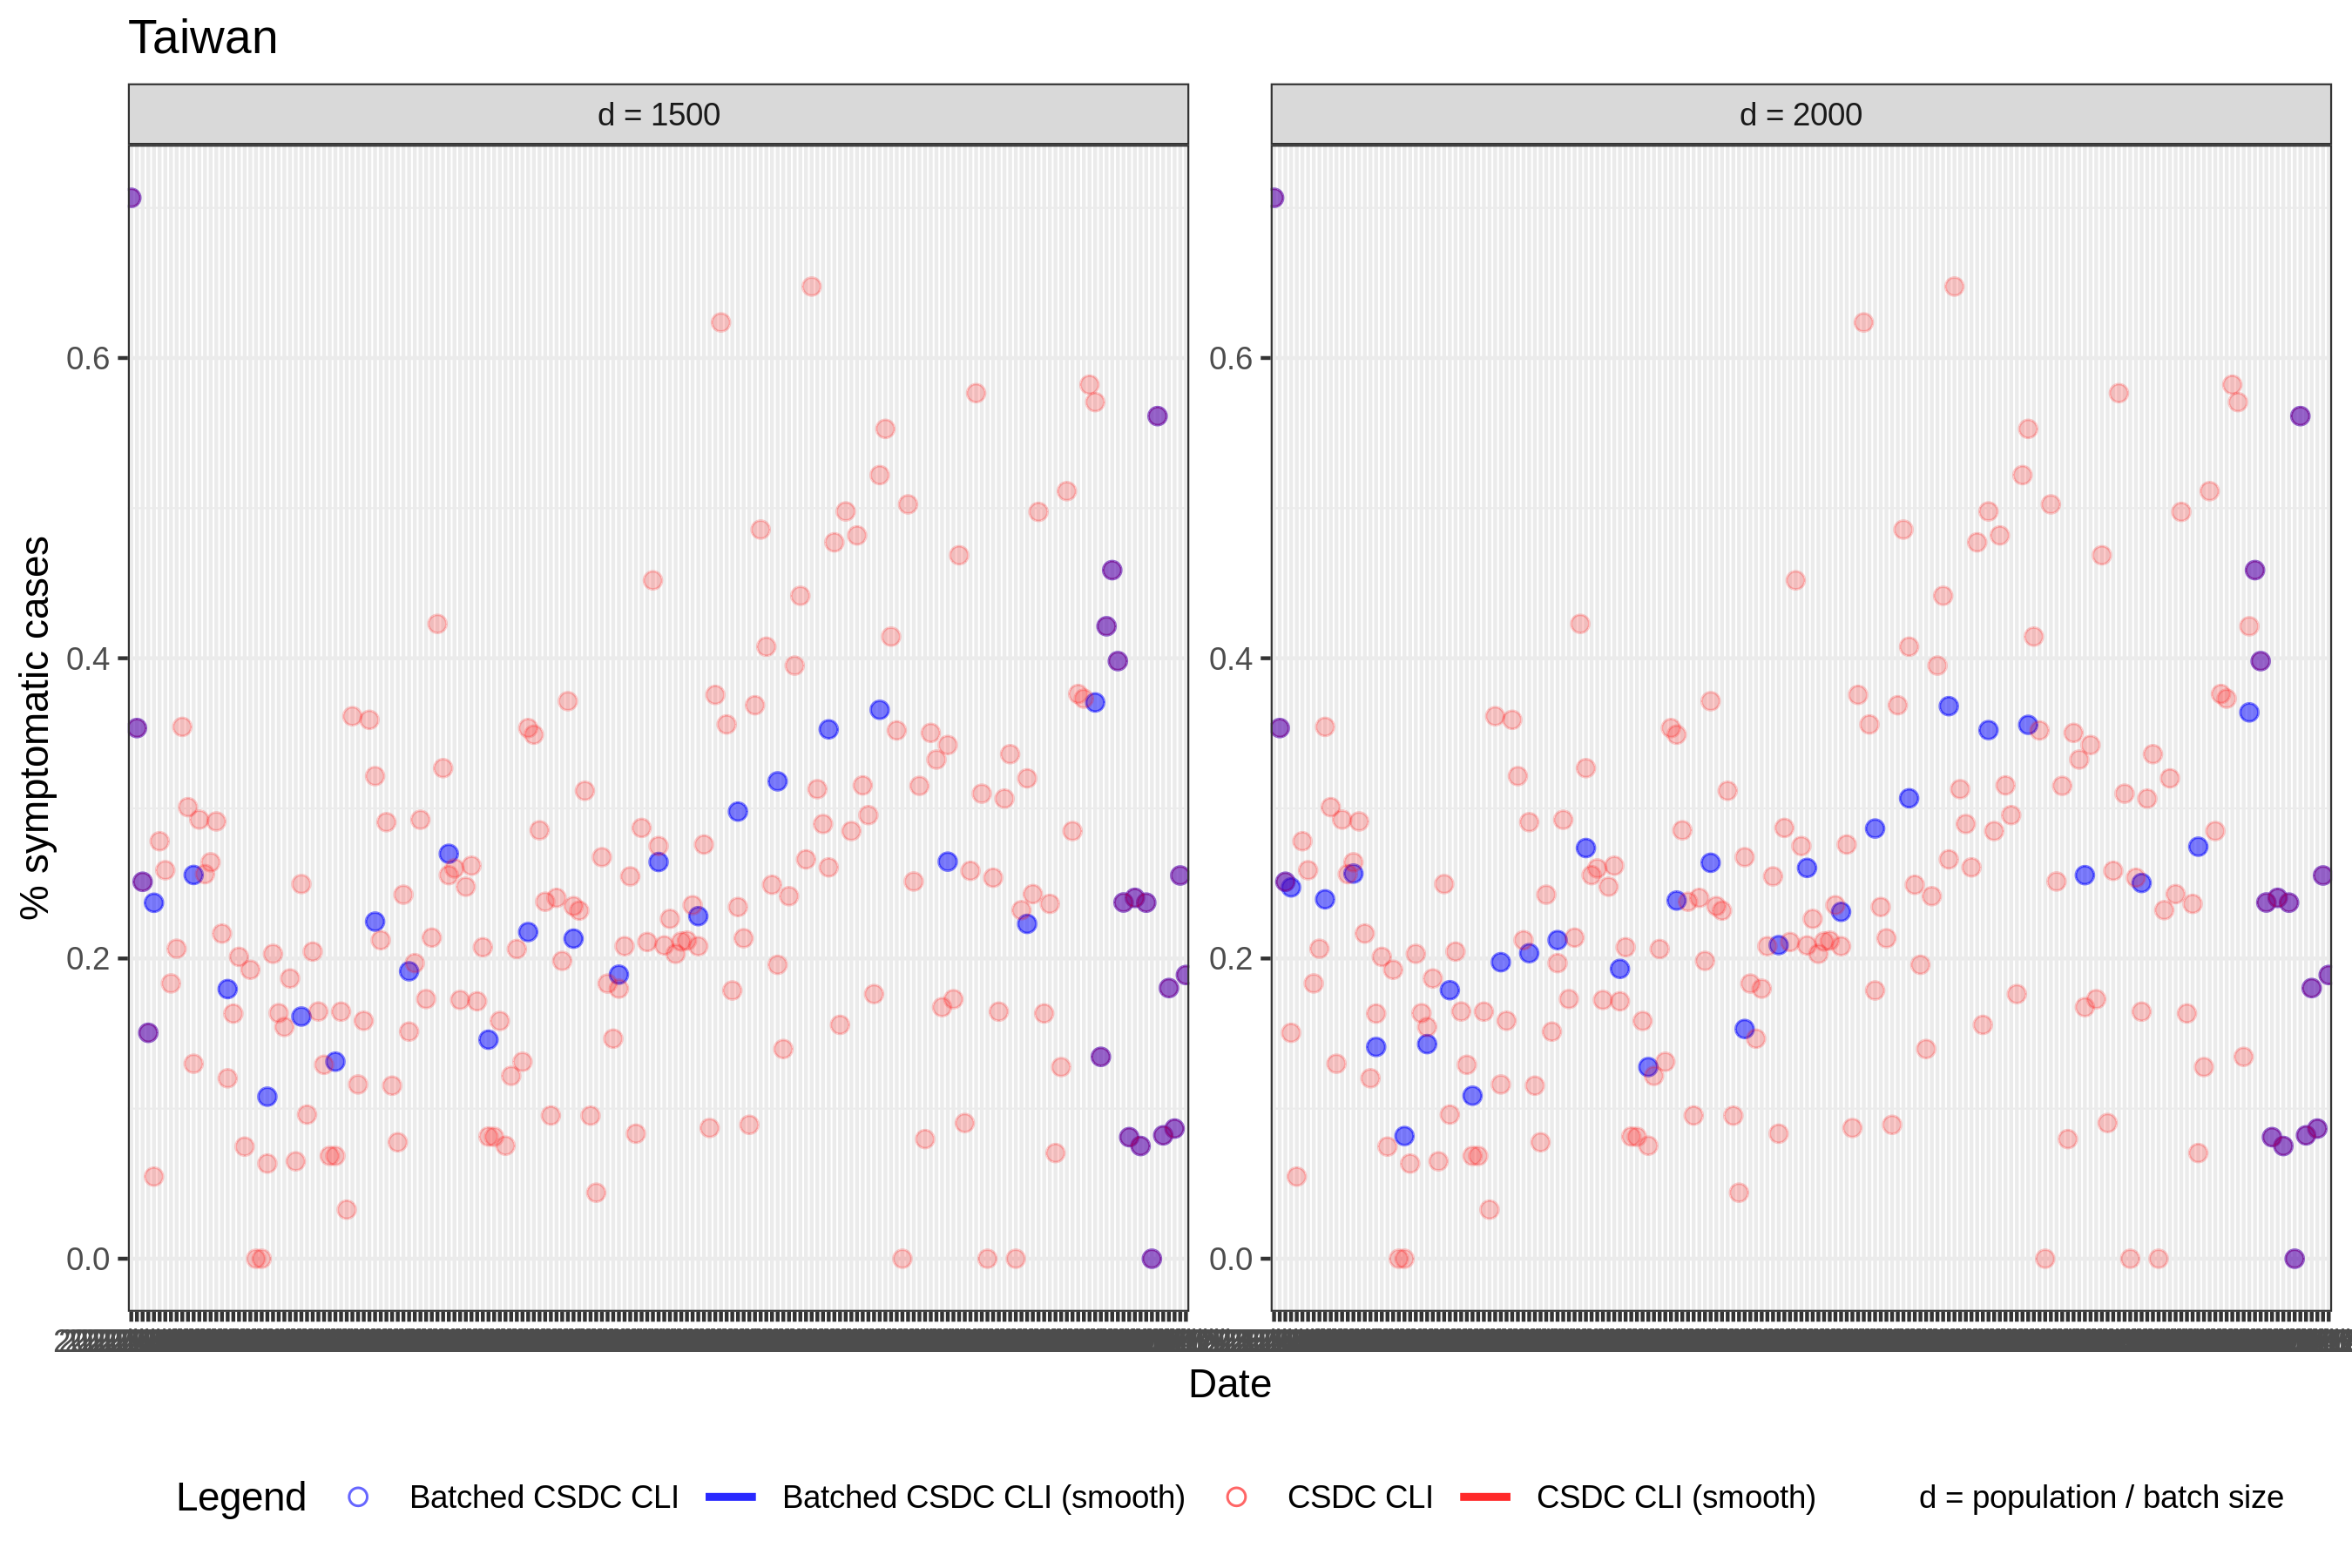 Taiwan
d = 1500
d = 2000
% symptomatic cases
0.6
0.4
0.2
0.0
0.6
0.4
0.2
0.0
Date
Legend Batched CSDC CLI Batched CSDC CLI (smooth) CSDC CLI CSDC CLI (smooth) d = population / batch size